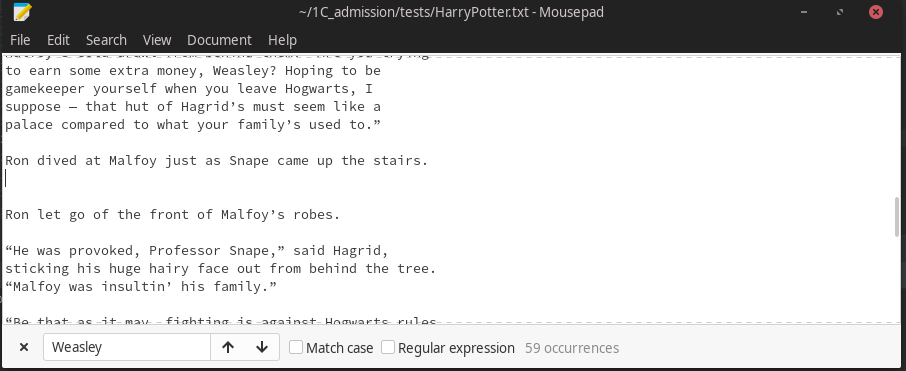 ~/1C_admission/tests/HarryPotter.txt - Mousepad
File Edit Search View Document Help
to earn some extra money, Weasley? Hoping to be
gamekeeper yourself when you leave Hogwarts, I
suppose — that hut of Hagrid’s must seem like a
palace compared to what your family’s used to.”
Ron dived at Malfoy just as Snape came up the stairs.
Ron let go of the front of Malfoy’s robes.
“He was provoked, Professor Snape,” said Hagrid,
sticking his huge hairy face out from behind the tree.
“Malfoy was insultin’ his family.”
“Be that as it may, fighting is against Hogwarts rules
Weasley Match case Regular expression 59 occurrences